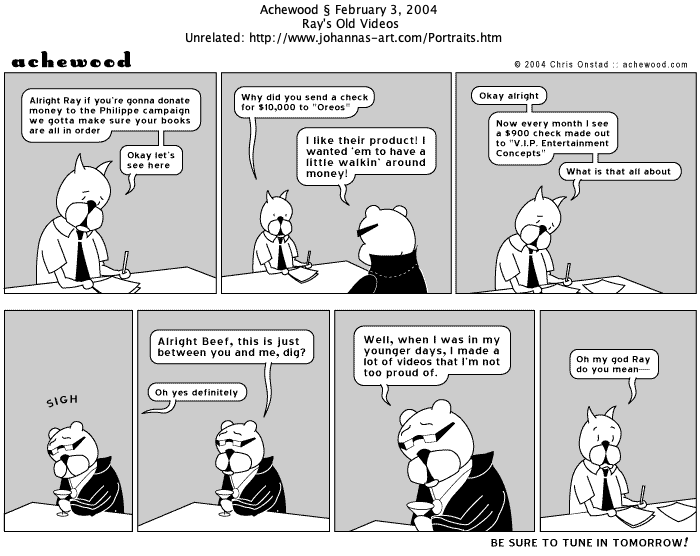 Achewood § February 3, 2004
Ray's Old Videos
Unrelated: http://www.johannas-art.com/Portraits.htm
achewood
© 2004 Chris Onstad :: achewood.com
Alright Ray if you're gonna donate
money to the Philippe campaign
we gotta make sure your books
are all in order
Okay let's
see here
Why did you send a check
for $10,000 to "Oreos"
I like their product! I
wanted 'em to have a
little walkin' around
money!
Okay alright
Now every month I see
a $900 check made out
to "V.I.P. Entertainment
Concepts"
What is that all about
SIGH
Alright Beef, this is just
between you and me, dig?
Oh yes definitely
Well, when I was in my
younger days, I made a
lot of videos that I'm not
too proud of.
Oh my god Ray
do you mean—
BE SURE TO TUNE IN TOMORROW!